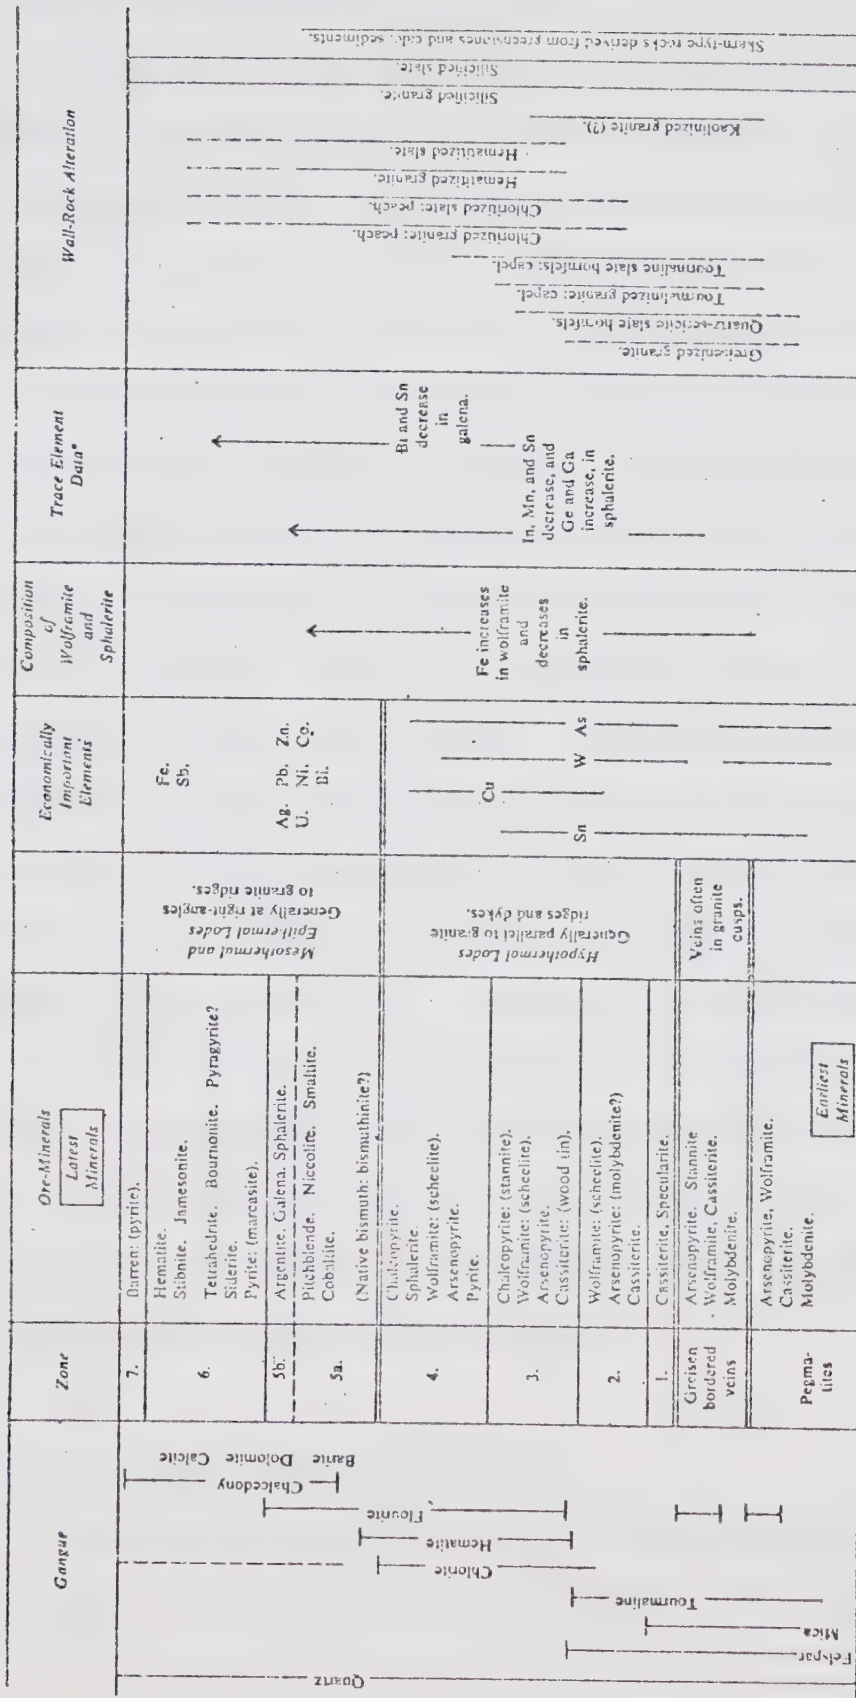 Gangue
Zone
Ore-Minerals
Latest
Minerals
Economically
Important
Elements
Composition
of
Wolframite
and
Sphalerite
Trace Element
Data*
Wall-Rock Alteration
Quartz
Felspar
Mica
Tourmaline
Chlorite
Hematite
Flourite
Chalcedony
Barite Dolomite Calcite
7.
Barren: (pyrite).
6.
Hematite.
Stibnite. Jamesonite.
Tetrahedrite. Bournonite. Pyragyrite?
Siderite.
Pyrite: (marcasite).
5b.
Argentite. Galena. Sphalerite.
5a.
Pitchblende. Niccolite. Smaltite.
Cobaltite.
(Native bismuth: bismuthinite?)
4.
Chalcopyrite.
Sphalerite.
Wolframite: (scheelite).
Arsenopyrite.
Pyrite.
3.
Chalcopyrite: (stannite).
Wolframite: (scheelite).
Arsenopyrite.
Cassiterite: (wood tin).
2.
Wolframite: (scheelite).
Arsenopyrite: (molybdenite?)
Cassiterite.
1.
Cassiterite, Specularite.
Greisen
bordered
veins
Arsenopyrite. Stannite
Wolframite, Cassiterite.
Molybdenite.
Pegma-
tites
Arsenopyrite, Wolframite.
Cassiterite.
Molybdenite.
Earliest
Minerals
Mesothermal and
Epithermal Lodes
Generally at right-angles
to granite ridges.
Hypothermal Lodes
Generally parallel to granite
ridges and dykes.
Veins often
in granite
cusps.
Fe.
Sb.
Ag. Pb. Zn.
U. Ni. Co.
Bi.
Sn
Cu
W
As
Fe increases
in wolframite
and
decreases
in
sphalerite.
In, Mn, and Sn
decrease, and
Ge and Ga
increase, in
sphalerite.
Bi and Sn
decrease
in
galena.
Greisenized granite.
Quartz-sericite slate hornfels.
Tourmalinized granite: capel.
Tourmaline slate hornfels: capel.
Chloritized granite: peach.
Chloritized slate: peach.
Hematitized granite.
Hematitized slate.
Kaolinized granite (?).
Silicified granite.
Silicified slate.
Skarn-type rocks derived from greenstones and calc. sediments.